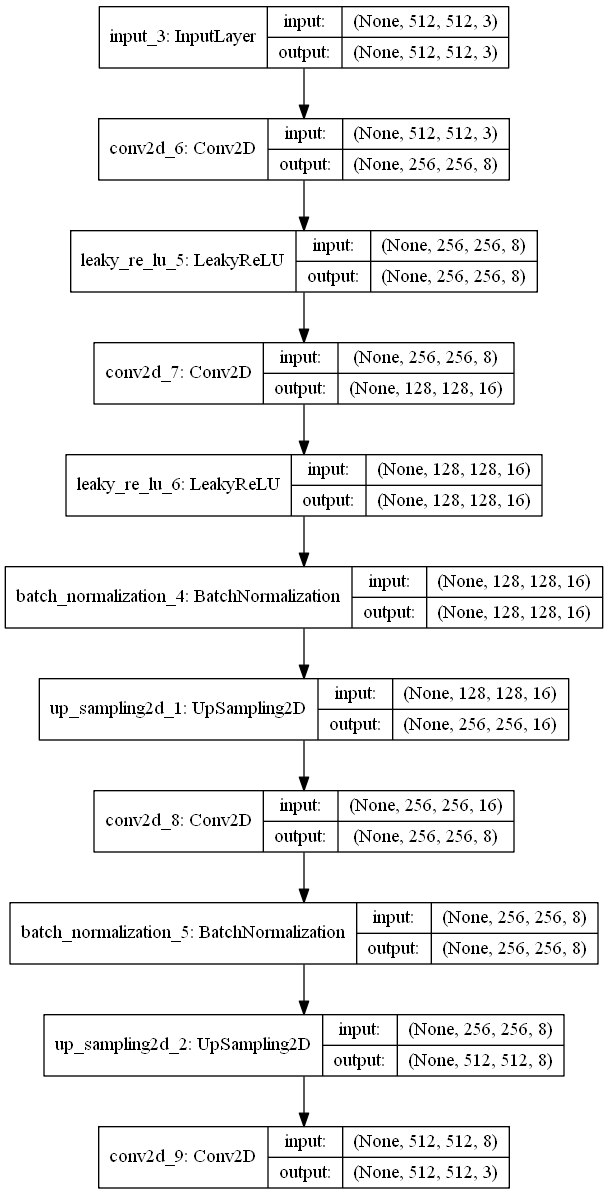 input_3: InputLayer
input: (None, 512, 512, 3)
output: (None, 512, 512, 3)
conv2d_6: Conv2D
input: (None, 512, 512, 3)
output: (None, 256, 256, 8)
leaky_re_lu_5: LeakyReLU
input: (None, 256, 256, 8)
output: (None, 256, 256, 8)
conv2d_7: Conv2D
input: (None, 256, 256, 8)
output: (None, 128, 128, 16)
leaky_re_lu_6: LeakyReLU
input: (None, 128, 128, 16)
output: (None, 128, 128, 16)
batch_normalization_4: BatchNormalization
input: (None, 128, 128, 16)
output: (None, 128, 128, 16)
up_sampling2d_1: UpSampling2D
input: (None, 128, 128, 16)
output: (None, 256, 256, 16)
conv2d_8: Conv2D
input: (None, 256, 256, 16)
output: (None, 256, 256, 8)
batch_normalization_5: BatchNormalization
input: (None, 256, 256, 8)
output: (None, 256, 256, 8)
up_sampling2d_2: UpSampling2D
input: (None, 256, 256, 8)
output: (None, 512, 512, 8)
conv2d_9: Conv2D
input: (None, 512, 512, 8)
output: (None, 512, 512, 3)